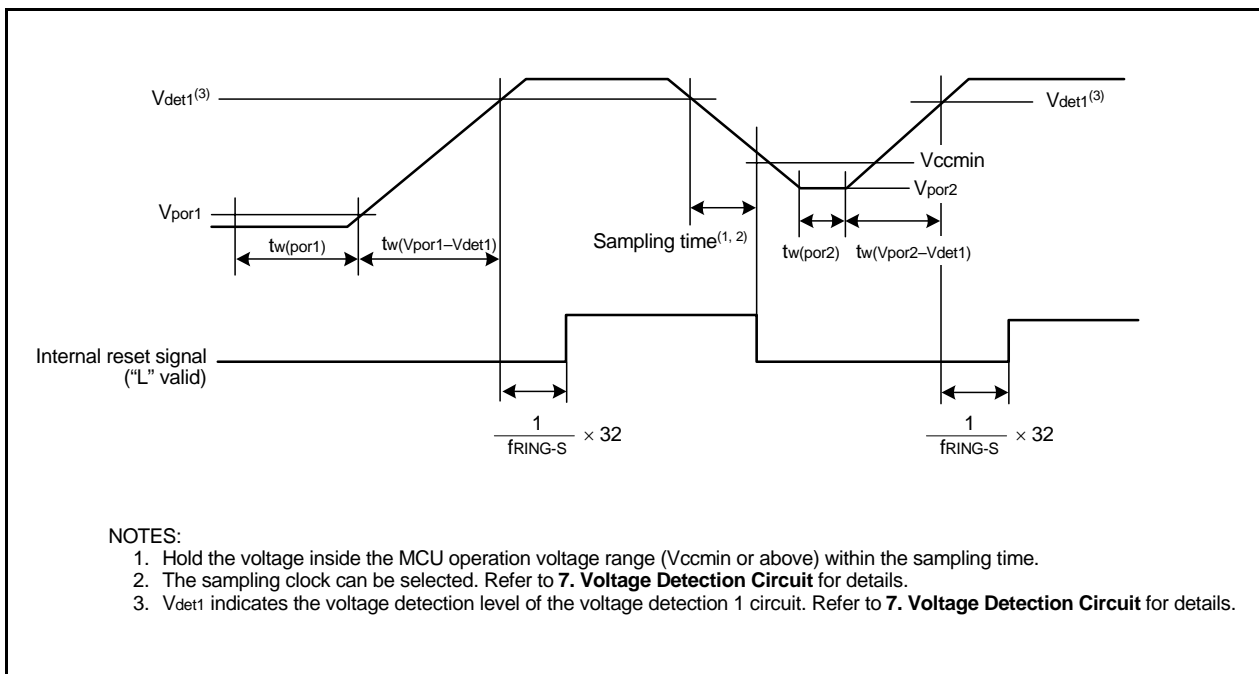 Vdet1(3)
Vdet1(3)
Vccmin
Vpor1
Vpor2
tw(por1)
tw(Vpor1–Vdet1)
Sampling time(1, 2)
tw(por2)
tw(Vpor2–Vdet1)
Internal reset signal
(“L” valid)
1
fRING-S
× 32
1
fRING-S
× 32
NOTES:
1. Hold the voltage inside the MCU operation voltage range (Vccmin or above) within the sampling time.
2. The sampling clock can be selected. Refer to 7. Voltage Detection Circuit for details.
3. Vdet1 indicates the voltage detection level of the voltage detection 1 circuit. Refer to 7. Voltage Detection Circuit for details.